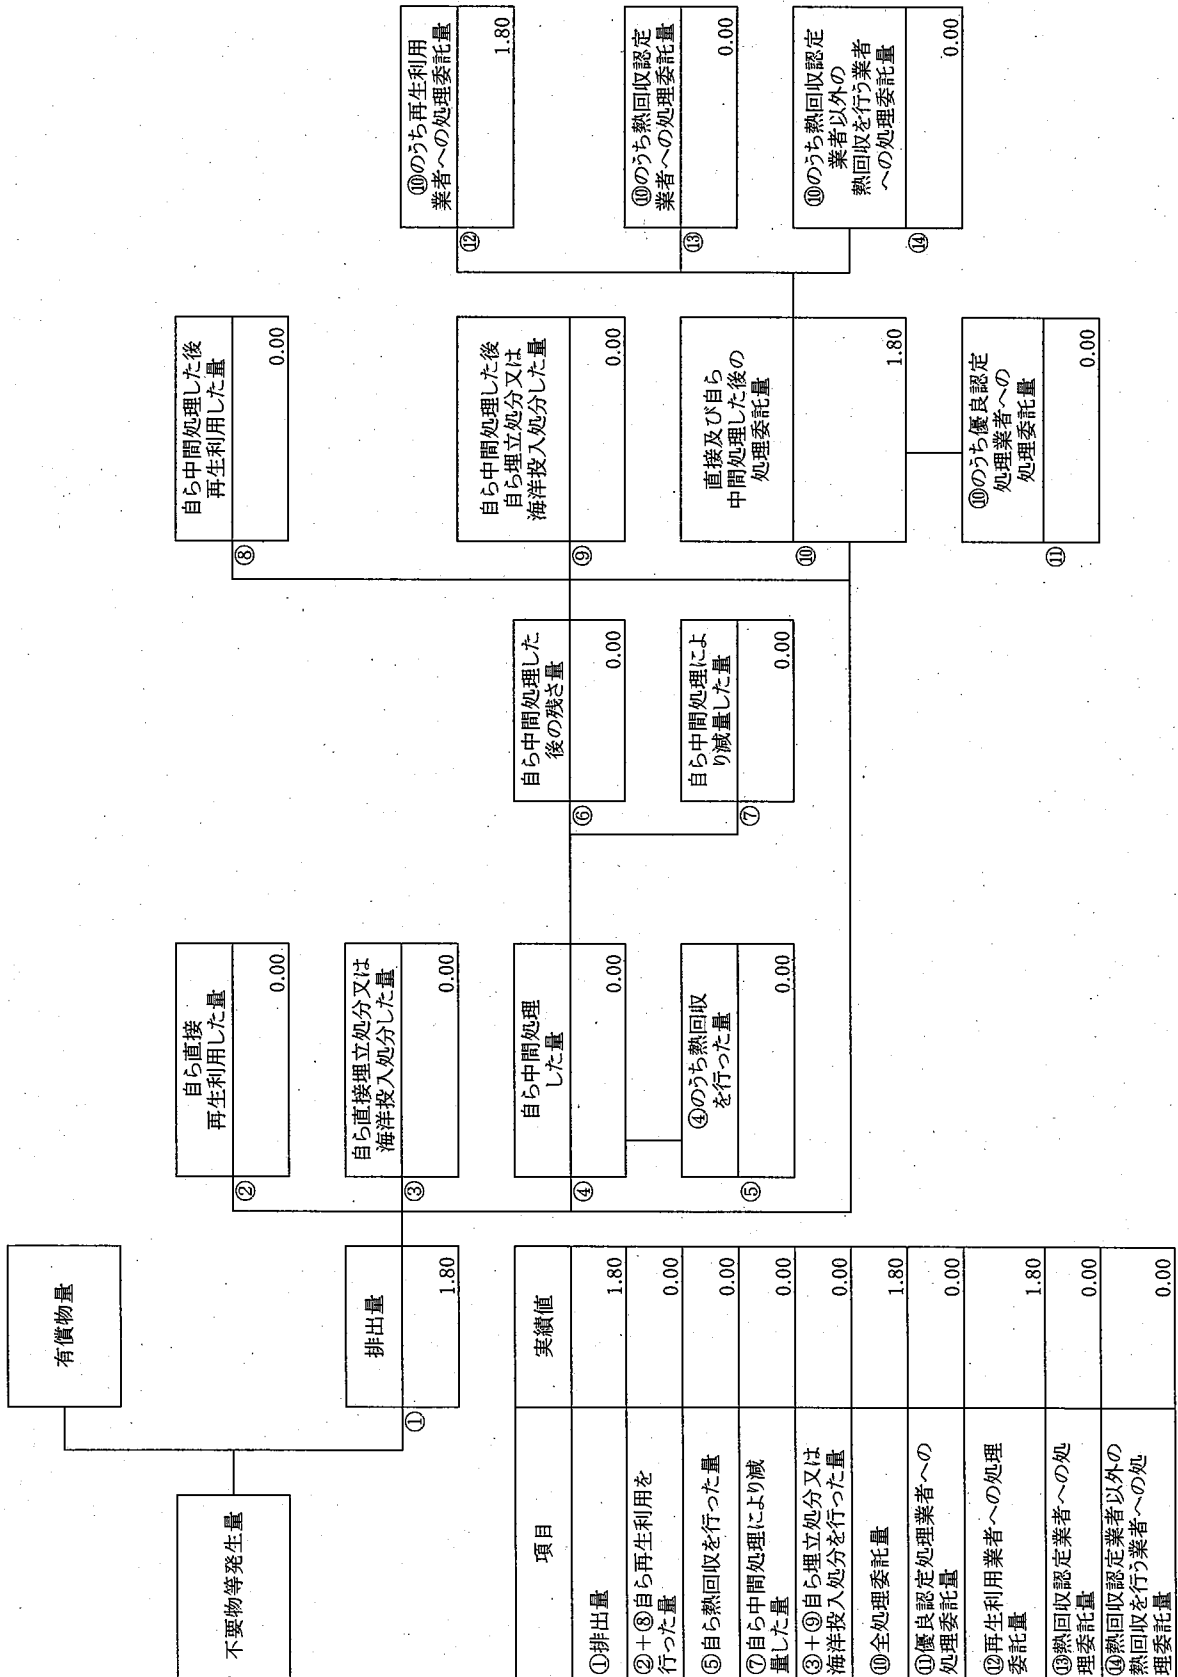 不要物等発生量
有償物量
排出量
①
1.80
自ら直接
再生利用した量
②
0.00
自ら直接埋立処分又は
海洋投入処分した量
③
0.00
自ら中間処理
した量
④
0.00
④のうち熱回収
を行った量
⑤
0.00
自ら中間処理した
後の残さ量
⑥
0.00
自ら中間処理によ
り減量した量
⑦
0.00
自ら中間処理した後
再生利用した量
⑧
0.00
自ら中間処理した後
自ら埋立処分又は
海洋投入処分した量
⑨
0.00
直接及び自ら
中間処理した後の
処理委託量
⑩
1.80
⑩のうち優良認定
処理業者への
処理委託量
⑪
0.00
⑩のうち再生利用
業者への処理委託量
⑫
1.80
⑩のうち熱回収認定
業者への処理委託量
⑬
0.00
⑩のうち熱回収認定
業者以外の
熱回収を行う業者
への処理委託量
⑭
0.00
項目 実績値
①排出量 1.80
②+⑧自ら再生利用を
行った量 0.00
⑤自ら熱回収を行った量 0.00
⑦自ら中間処理により減
量した量 0.00
③+⑨自ら埋立処分又は
海洋投入処分を行った量 0.00
⑩全処理委託量 1.80
⑪優良認定処理業者への
処理委託量 0.00
⑫再生利用業者への処理
委託量 1.80
⑬熱回収認定業者への処
理委託量 0.00
⑭熱回収認定業者以外の
熱回収を行う業者への処
理委託量 0.00